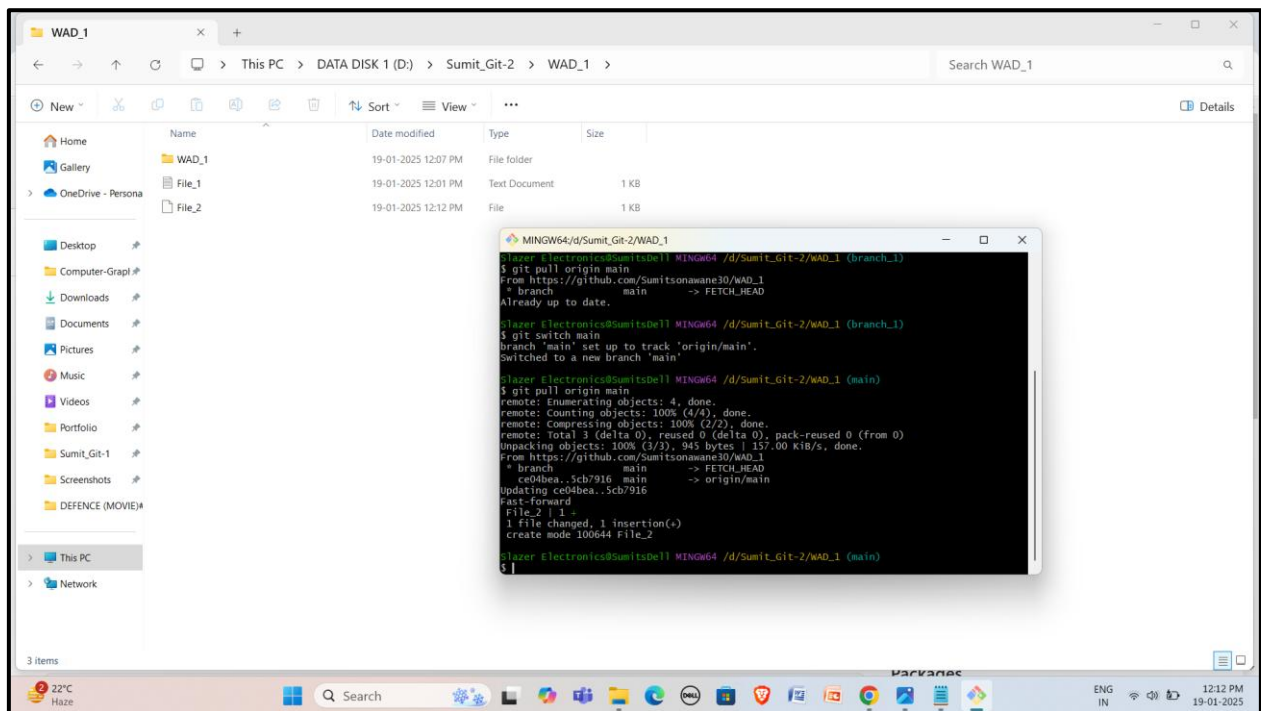 WAD_1
This PC > DATA DISK 1 (D:) > Sumit_Git-2 > WAD_1 >
Search WAD_1
New
Sort
View
Details
Name Date modified Type Size
WAD_1 19-01-2025 12:07 PM File folder
File_1 19-01-2025 12:01 PM Text Document 1 KB
File_2 19-01-2025 12:12 PM File 1 KB
Home
Gallery
OneDrive - Persona
Desktop
Computer-Grapl
Downloads
Documents
Pictures
Music
Videos
Portfolio
Sumit_Git-1
Screenshots
DEFENCE (MOVIE)#
This PC
Network
3 items
MINGW64:/d/Sumit_Git-2/WAD_1
Slazer Electronics@SumitsDell MINGW64 /d/Sumit_Git-2/WAD_1 (branch_1)
$ git pull origin main
From https://github.com/Sumitsonawane30/WAD_1
* branch main -> FETCH_HEAD
Already up to date.
Slazer Electronics@SumitsDell MINGW64 /d/Sumit_Git-2/WAD_1 (branch_1)
$ git switch main
branch 'main' set up to track 'origin/main'.
Switched to a new branch 'main'
Slazer Electronics@SumitsDell MINGW64 /d/Sumit_Git-2/WAD_1 (main)
$ git pull origin main
remote: Enumerating objects: 4, done.
remote: Counting objects: 100% (4/4), done.
remote: Compressing objects: 100% (2/2), done.
remote: Total 3 (delta 0), reused 0 (delta 0), pack-reused 0 (from 0)
Unpacking objects: 100% (3/3), 945 bytes | 157.00 KiB/s, done.
From https://github.com/Sumitsonawane30/WAD_1
* branch main -> FETCH_HEAD
ce04bea..5cb7916 main -> origin/main
Updating ce04bea..5cb7916
Fast-forward
File_2 | 1 +
1 file changed, 1 insertion(+)
create mode 100644 File_2
Slazer Electronics@SumitsDell MINGW64 /d/Sumit_Git-2/WAD_1 (main)
$
Packages
2
22°C
Haze
Search
DELL
ENG
IN
12:12 PM
19-01-2025